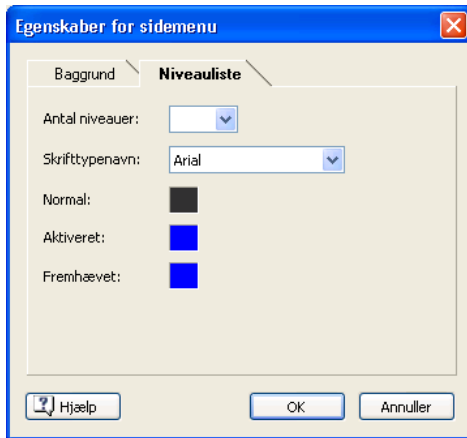 Egenskaber for sidemenu
Baggrund Niveauliste
Antal niveauer:
Skrifttypenavn: Arial
Normal:
Aktiveret:
Fremhævet:
Hjælp OK Annuller